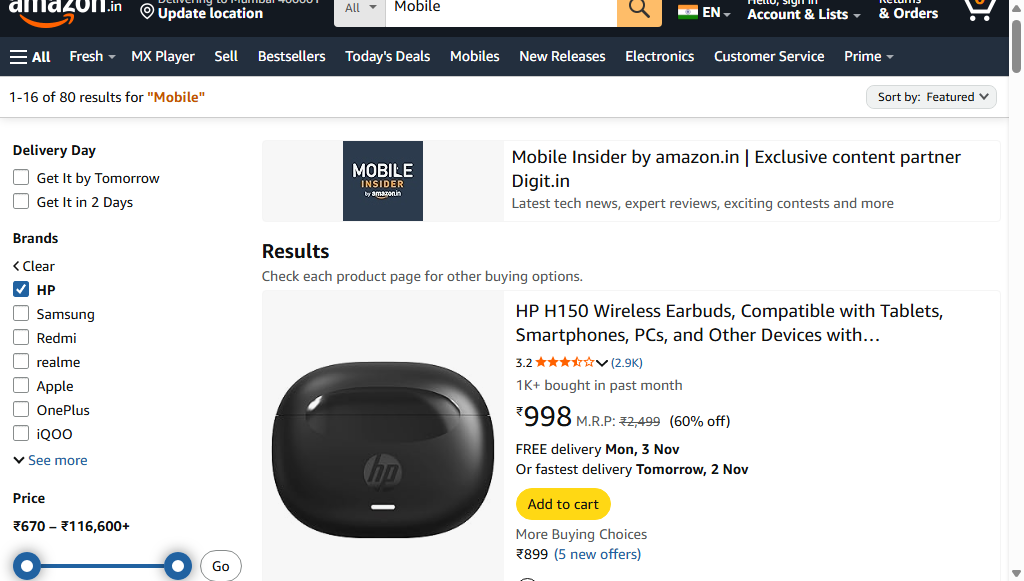 amazon.in
Delivering to Mumbai 400001
Update location
All
Mobile
EN
Hello, sign in
Account & Lists
Returns
& Orders
0
All
Fresh
MX Player
Sell
Bestsellers
Today's Deals
Mobiles
New Releases
Electronics
Customer Service
Prime
1-16 of 80 results for "Mobile"
Sort by: Featured
Delivery Day
Get It by Tomorrow
Get It in 2 Days
Brands
Clear
HP
Samsung
Redmi
realme
Apple
OnePlus
iQOO
See more
Price
₹670 – ₹116,600+
Go
MOBILE
INSIDER
by amazon.in
Mobile Insider by amazon.in | Exclusive content partner
Digit.in
Latest tech news, expert reviews, exciting contests and more
Results
Check each product page for other buying options.
hp
HP H150 Wireless Earbuds, Compatible with Tablets,
Smartphones, PCs, and Other Devices with…
3.2 (2.9K)
1K+ bought in past month
₹998 M.R.P: ₹2,499 (60% off)
FREE delivery Mon, 3 Nov
Or fastest delivery Tomorrow, 2 Nov
Add to cart
More Buying Choices
₹899 (5 new offers)